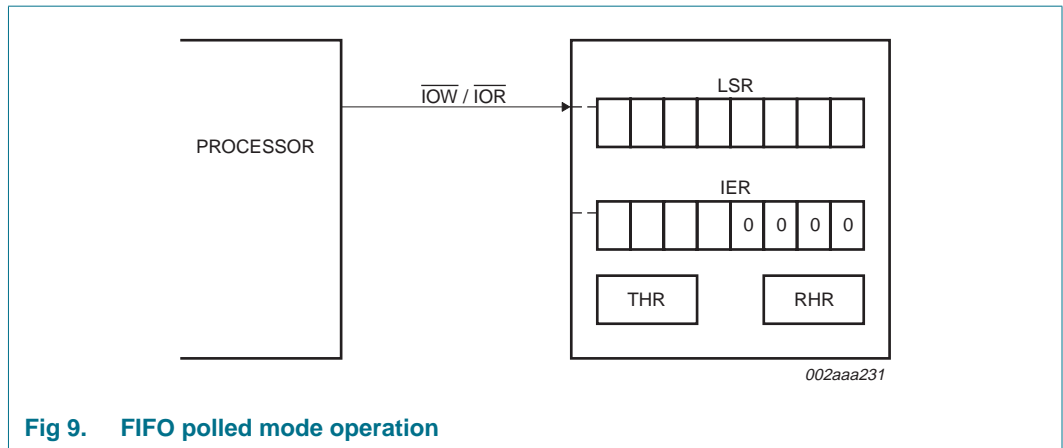 LSR
IOW / IOR
PROCESSOR
IER
0 0 0 0
THR RHR
002aaa231
Fig 9. FIFO polled mode operation